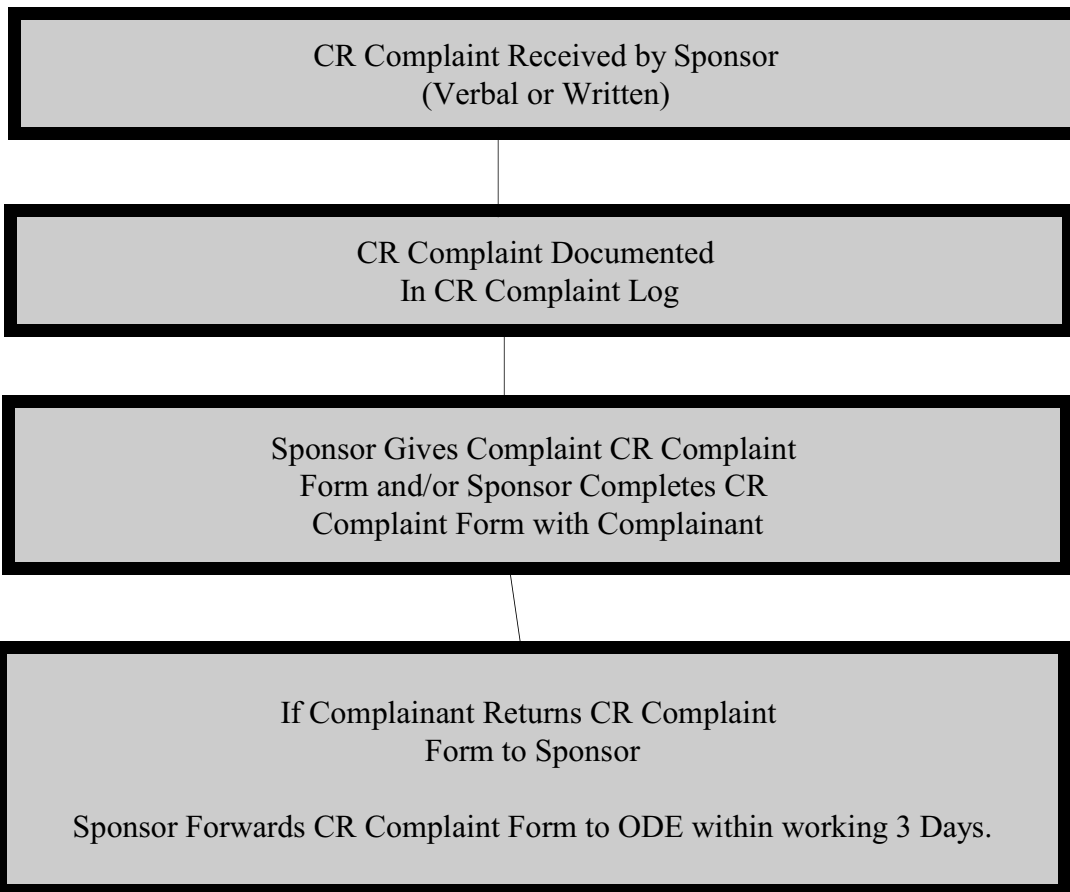 CR Complaint Received by Sponsor
(Verbal or Written)
CR Complaint Documented
In CR Complaint Log
Sponsor Gives Complaint CR Complaint
Form and/or Sponsor Completes CR
Complaint Form with Complainant
If Complainant Returns CR Complaint
Form to Sponsor
Sponsor Forwards CR Complaint Form to ODE within working 3 Days.